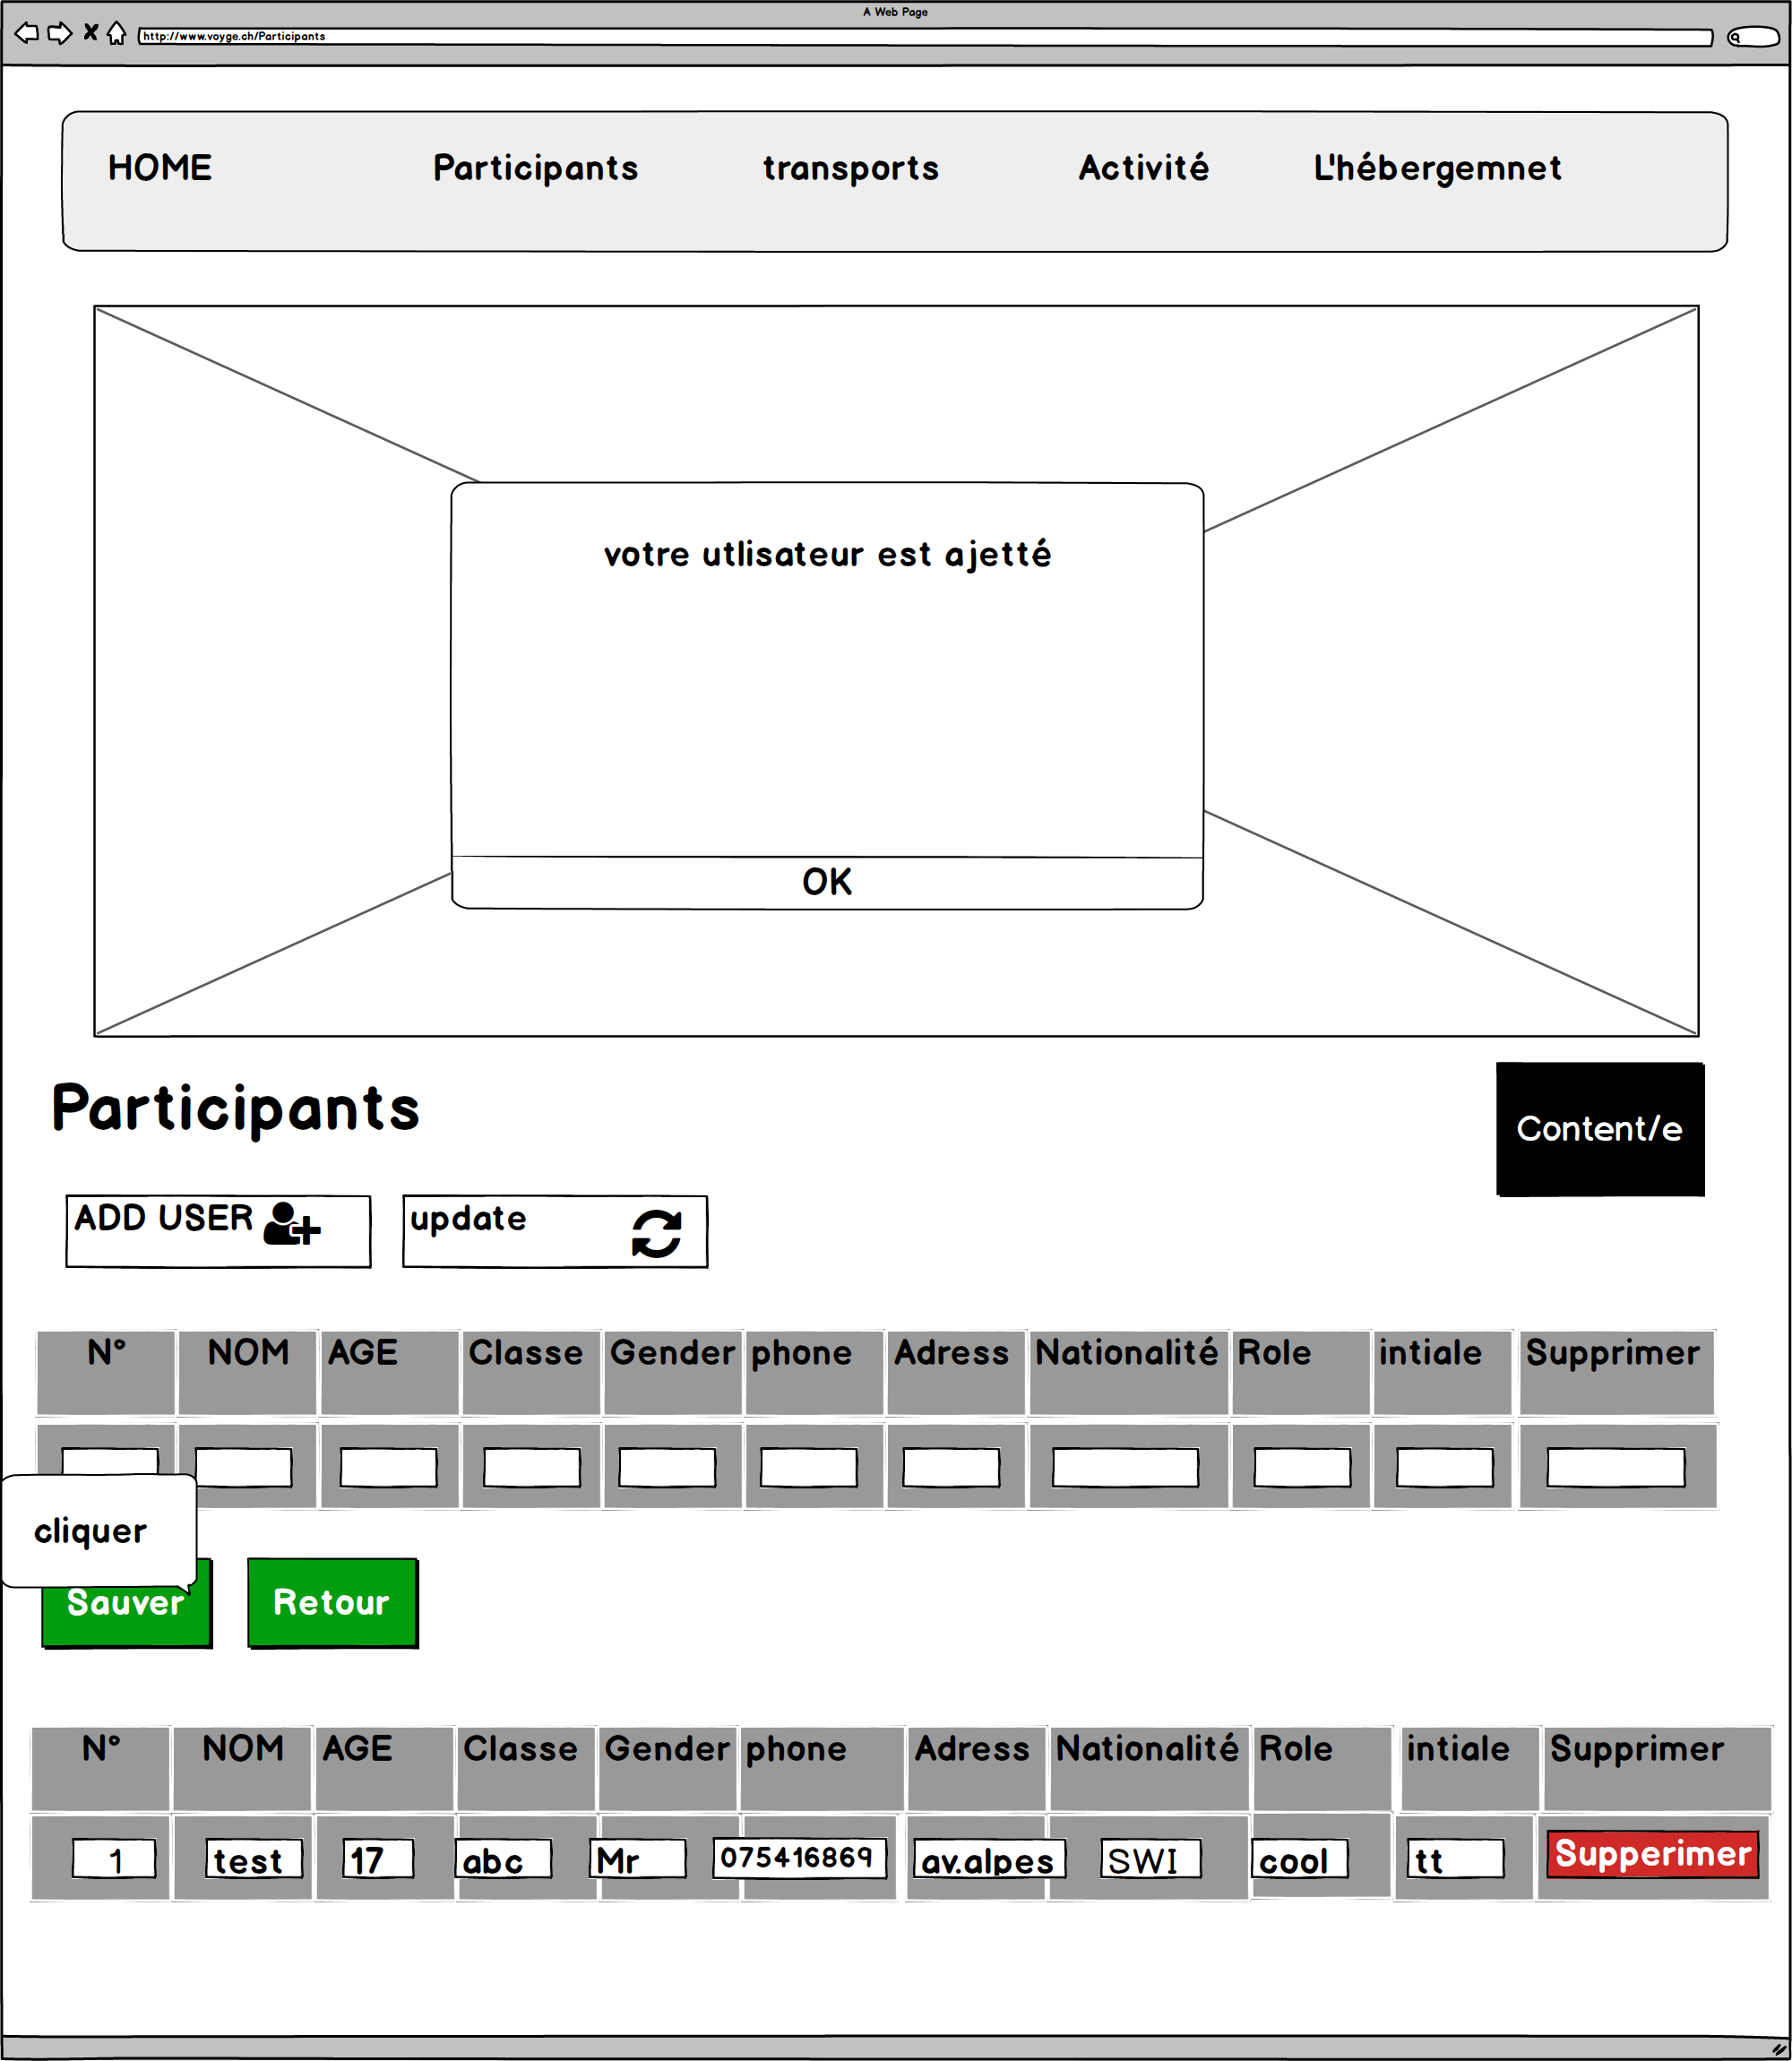 A Web Page
http://www.voyge.ch/Participants
HOME Participants transports Activité L'hébergemnet
votre utlisateur est ajetté
OK
Participants
Content/e
ADD USER update
N° NOM AGE Classe Gender phone Adress Nationalité Role intiale Supprimer
cliquer
Sauver Retour
N° NOM AGE Classe Gender phone Adress Nationalité Role intiale Supprimer
1 test 17 abc Mr 075416869 av.alpes SWI cool tt Supperimer